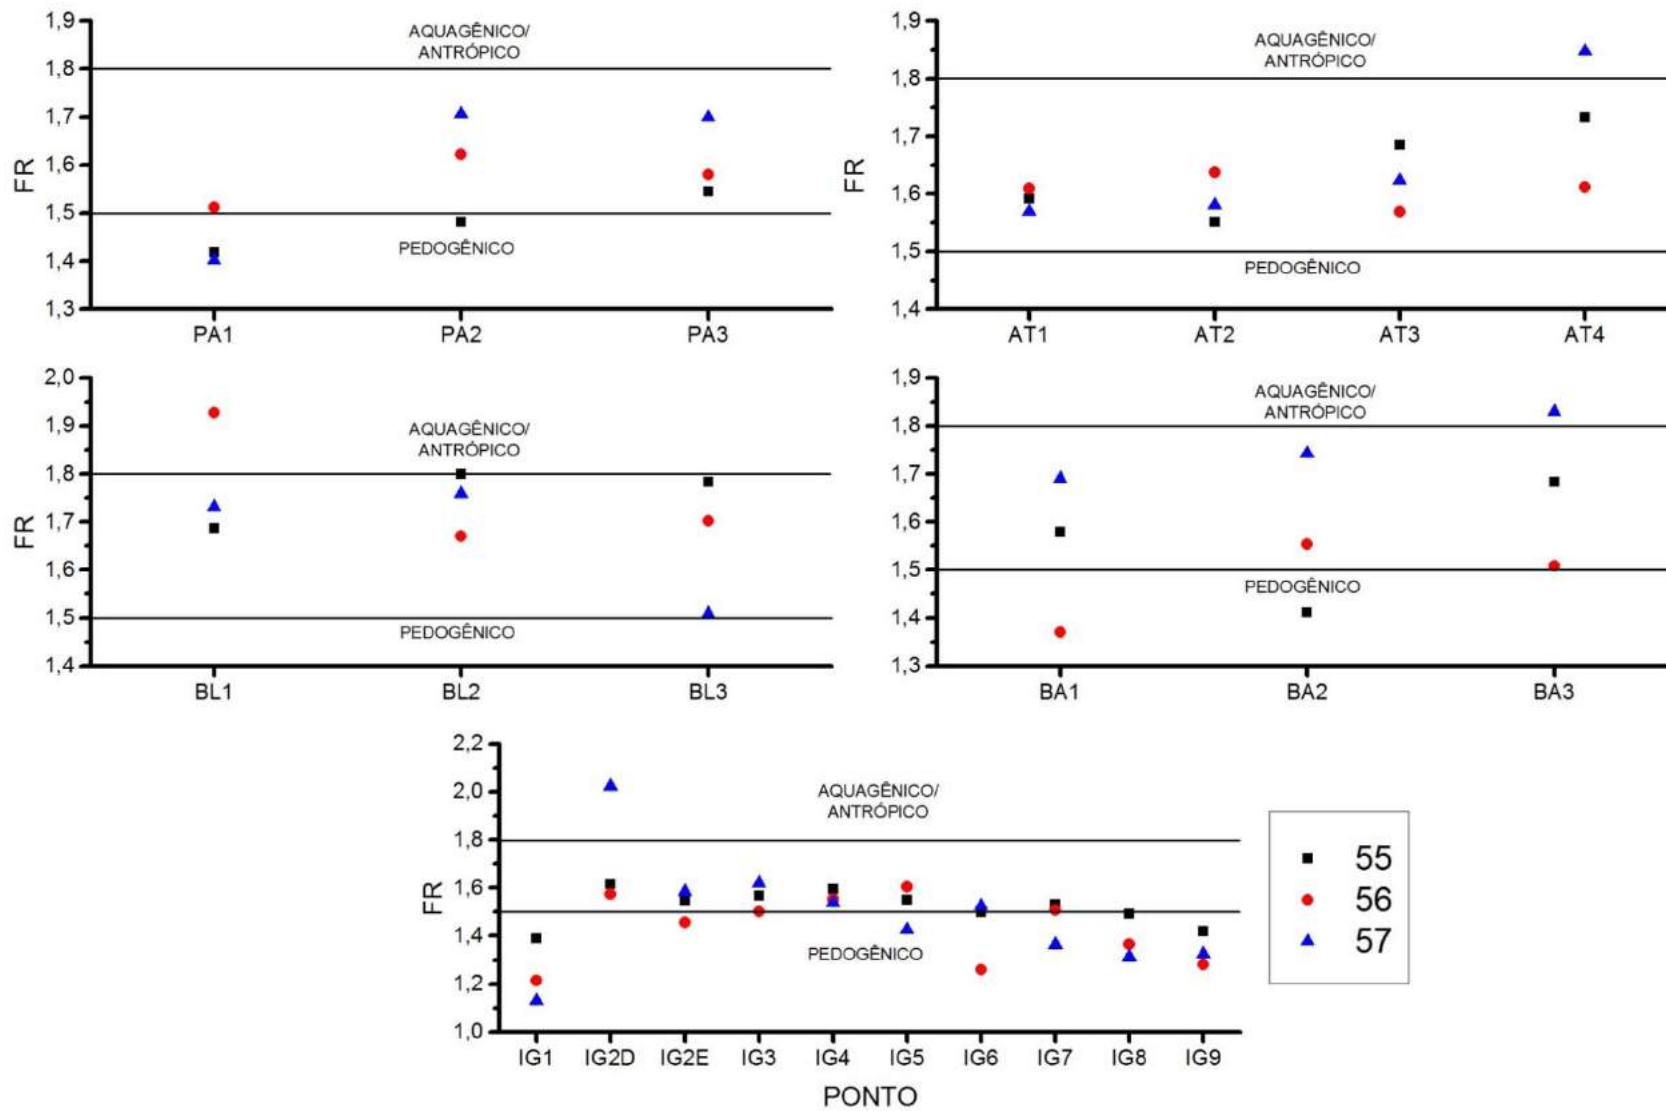 1,9
AQUAGÊNICO/
ANTRÓPICO
1,8
1,7
FR
1,6
1,5
PEDOGÊNICO
1,4
1,3
PA1 PA2 PA3
1,9
AQUAGÊNICO/
ANTRÓPICO
1,8
1,7
FR
1,6
1,5
PEDOGÊNICO
1,4
AT1 AT2 AT3 AT4
2,0
1,9
AQUAGÊNICO/
ANTRÓPICO
1,8
1,7
FR
1,6
1,5
PEDOGÊNICO
1,4
BL1 BL2 BL3
1,9
AQUAGÊNICO/
ANTRÓPICO
1,8
1,7
1,6
1,5
PEDOGÊNICO
1,4
1,3
BA1 BA2 BA3
2,2
2,0
AQUAGÊNICO/
ANTRÓPICO
1,8
FR
1,6
1,4
PEDOGÊNICO
1,2
1,0
IG1 IG2D IG2E IG3 IG4 IG5 IG6 IG7 IG8 IG9
PONTO
55
56
57